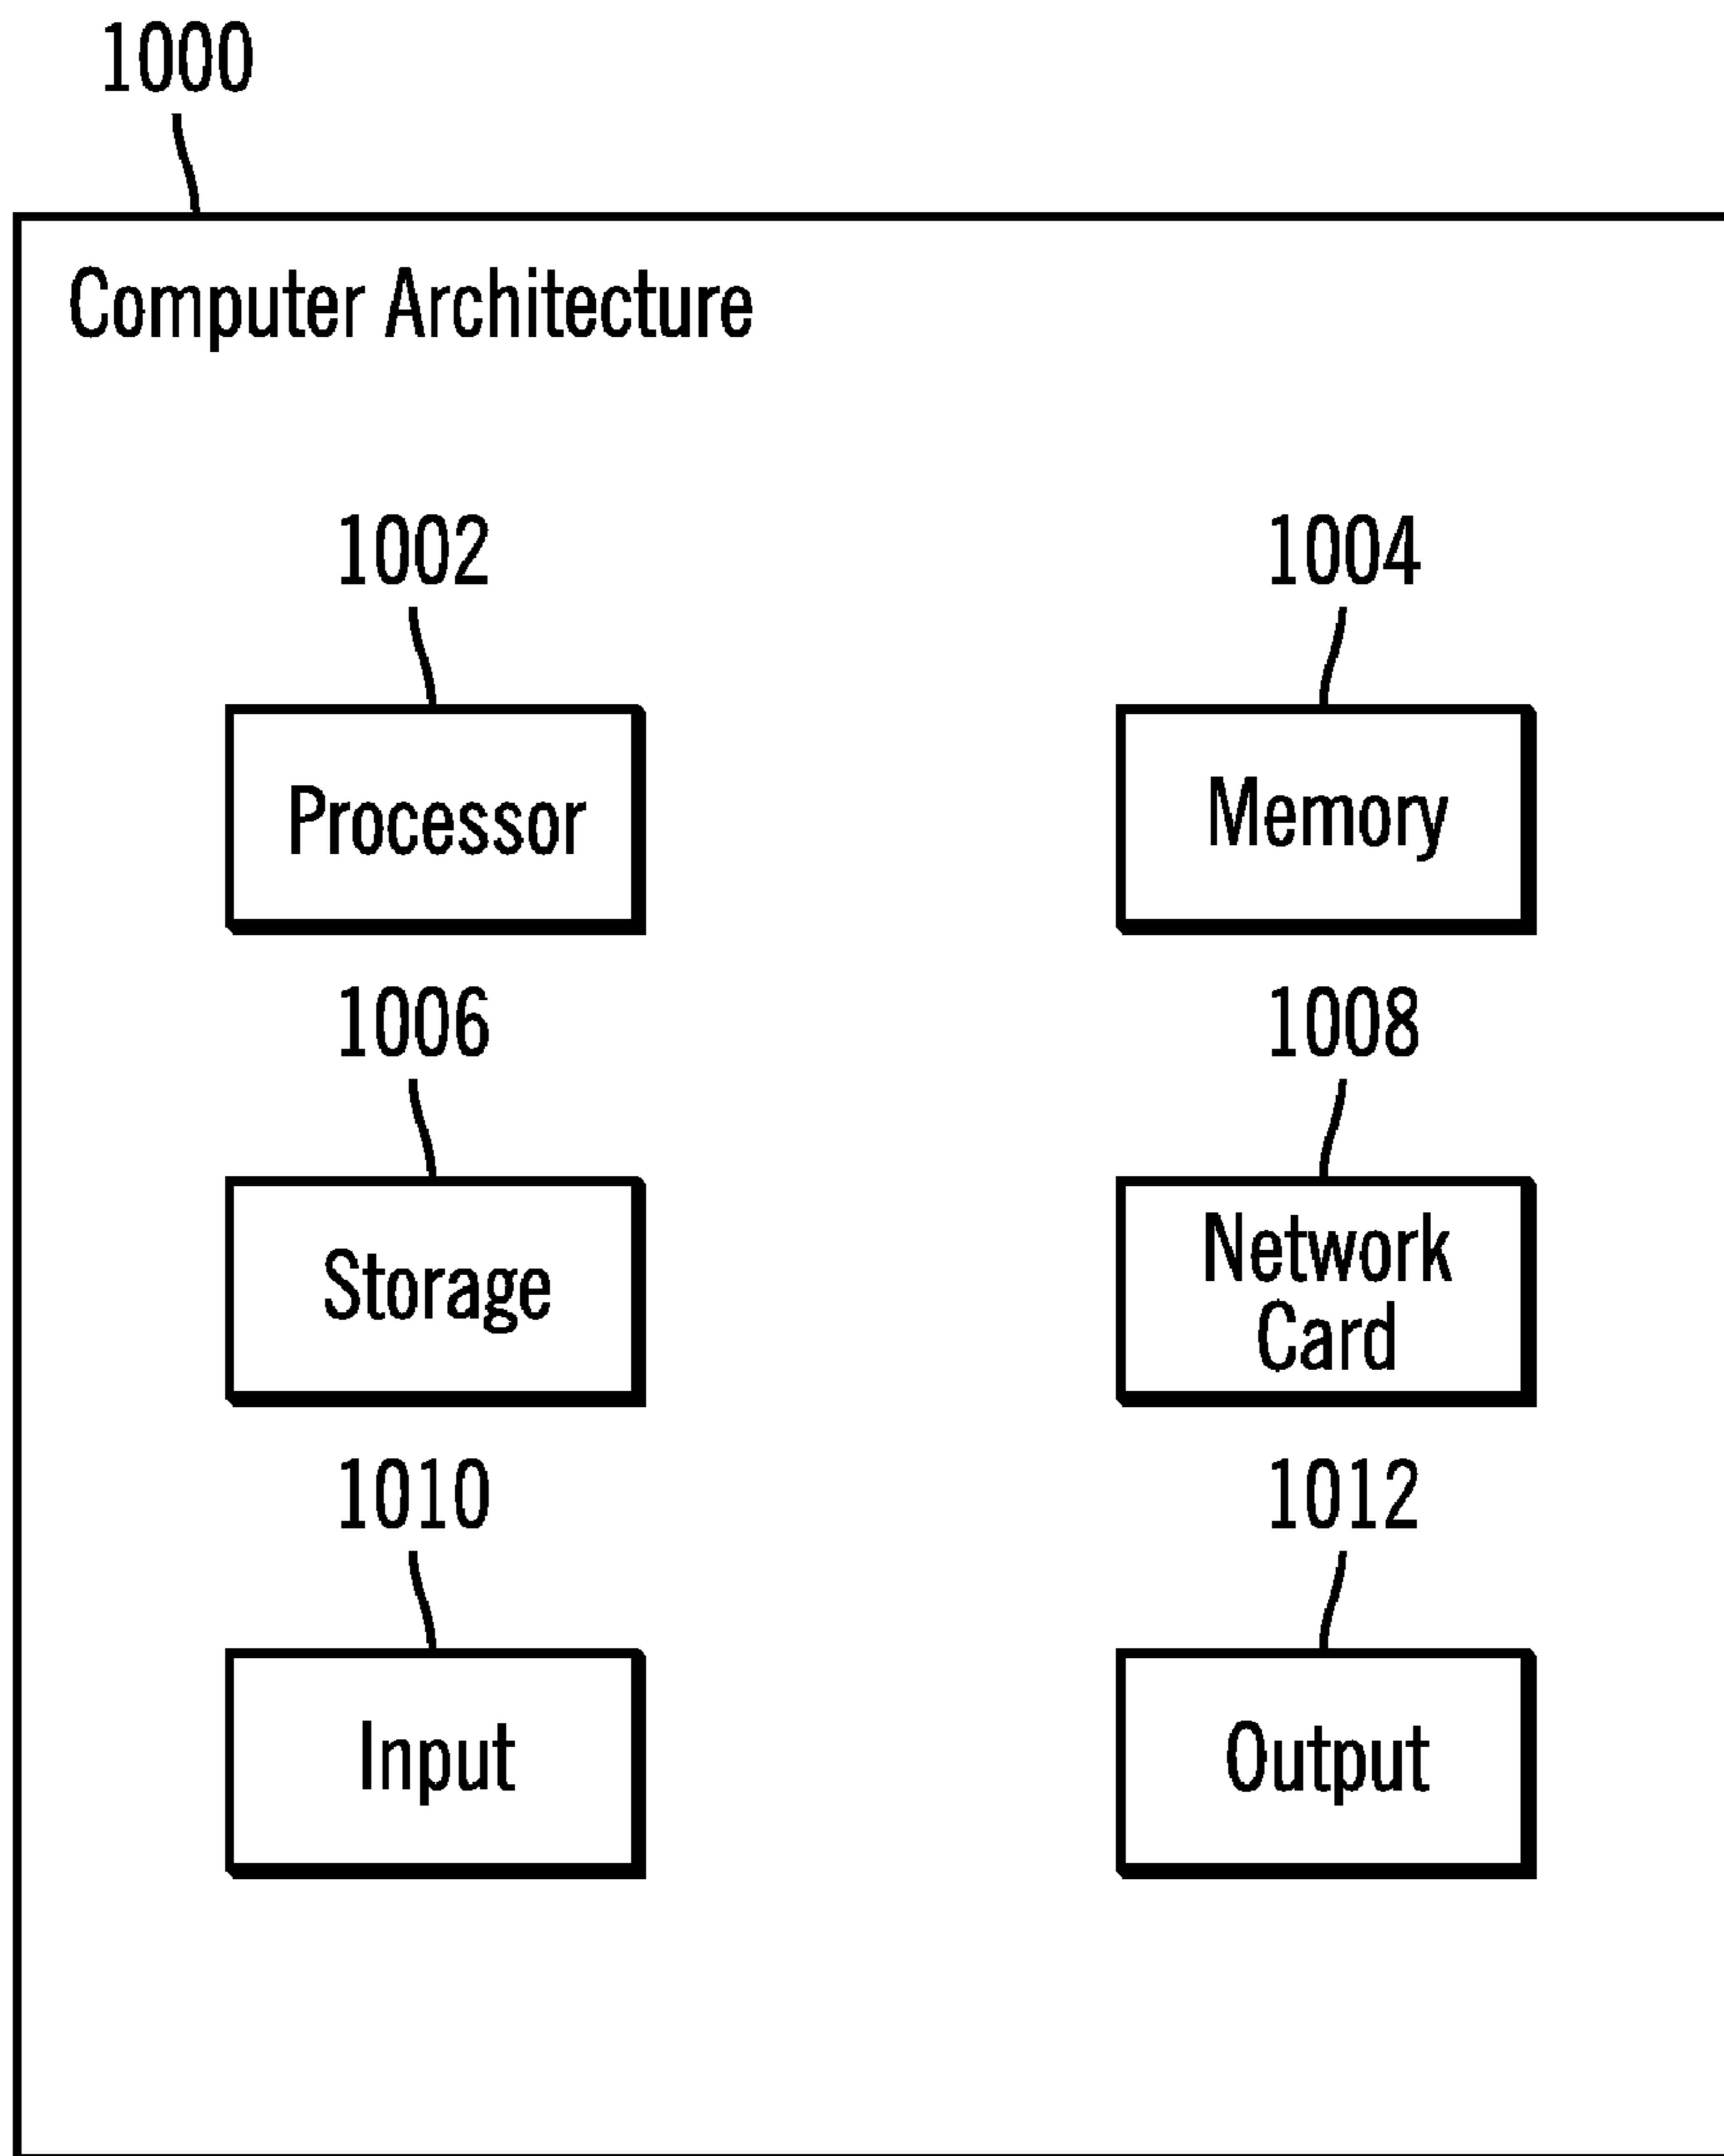 1000
Computer Architecture
1002
1004
Processor
Memory
1006
1008
Storage
Network
Card
1010
1012
Input
Output